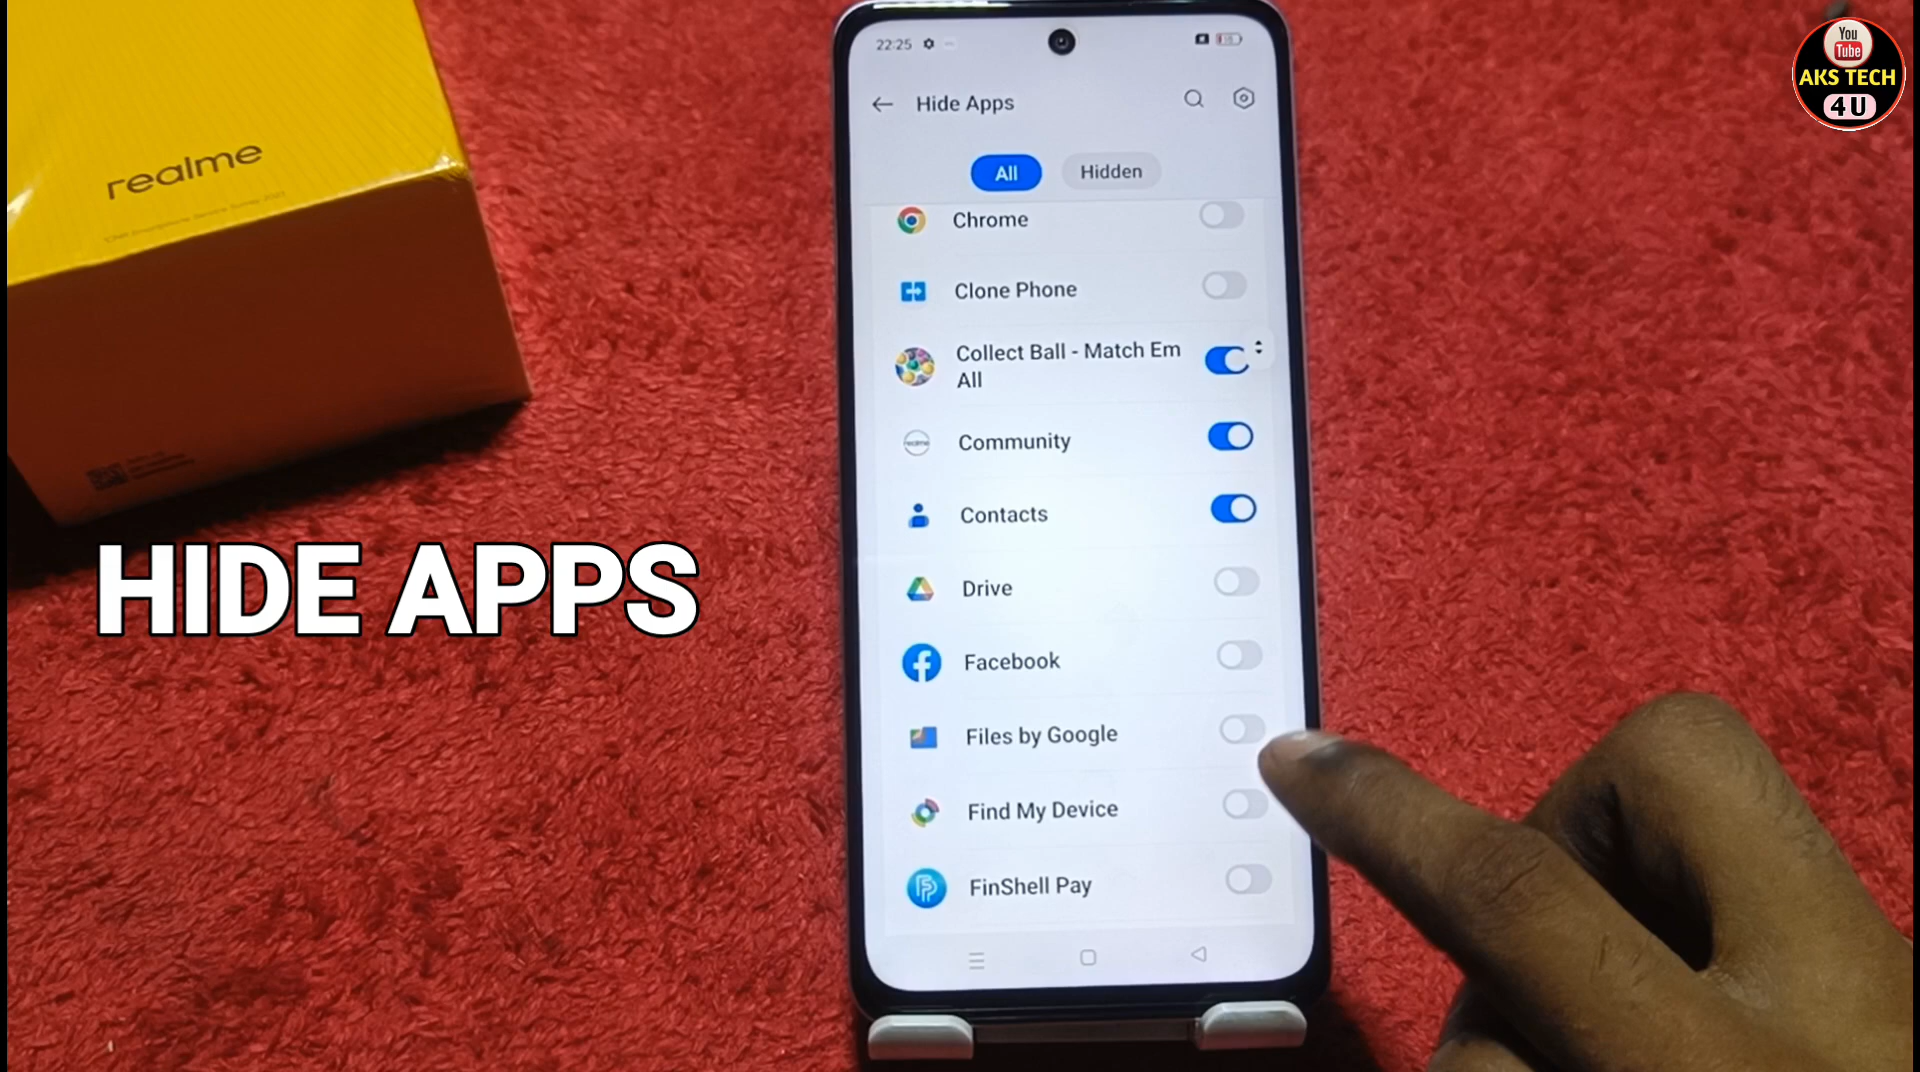 realme
HIDE APPS
22:25
Hide Apps
All
Hidden
Chrome
Clone Phone
Collect Ball - Match Em
All
Community
Contacts
Drive
Facebook
Files by Google
Find My Device
FinShell Pay
You
Tube
AKS TECH
4U